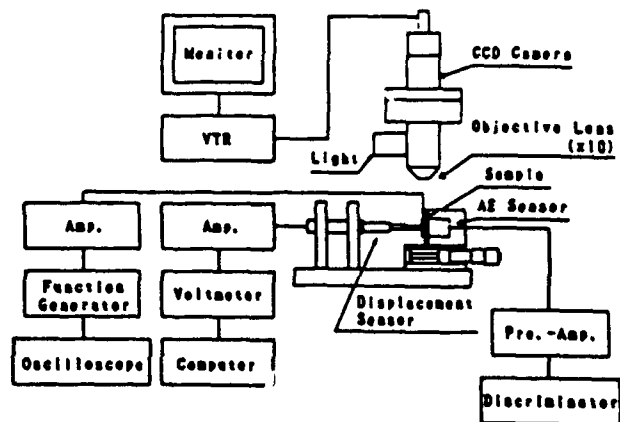 Monitor
CCD Camera
VTR
Objective Lens
(x10)
Light
Sample
AE Sensor
Amp.
Amp.
Function
Generator
Voltmeter
Displacement
Sensor
Pre.-Amp.
Oscilloscope
Computer
Discriminator